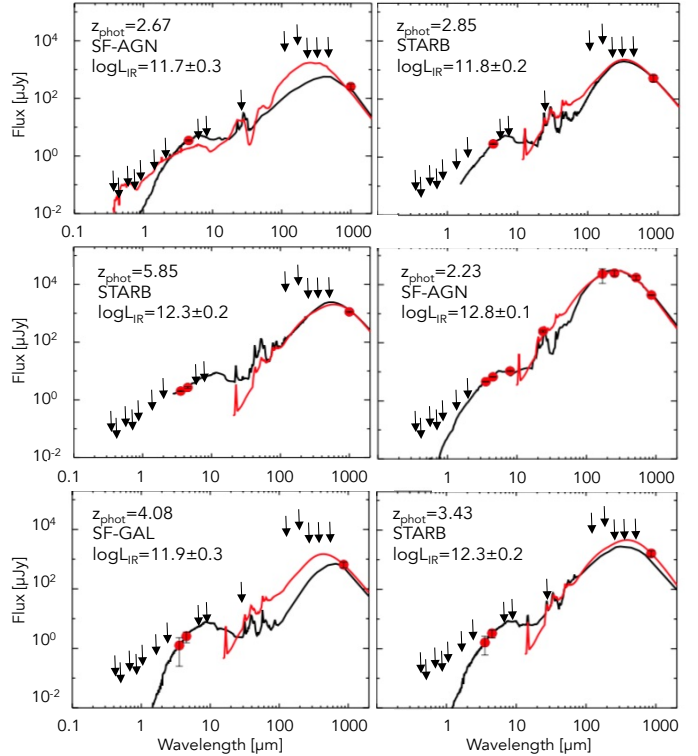 z_phot=2.67
SF-AGN
logL_IR=11.7±0.3
z_phot=2.85
STARB
logL_IR=11.8±0.2
10^4
10^2
10^0
10^-2
Flux [µJy]
0.1 1 10 100 1000
1 10 100 1000
z_phot=5.85
STARB
logL_IR=12.3±0.2
z_phot=2.23
SF-AGN
logL_IR=12.8±0.1
10^4
10^2
10^0
10^-2
Flux [µJy]
0.1 1 10 100 1000
1 10 100 1000
z_phot=4.08
SF-GAL
logL_IR=11.9±0.3
z_phot=3.43
STARB
logL_IR=12.3±0.2
10^4
10^2
10^0
10^-2
Flux [µJy]
0.1 1 10 100 1000
1 10 100 1000
Wavelength [µm]
Wavelength [µm]